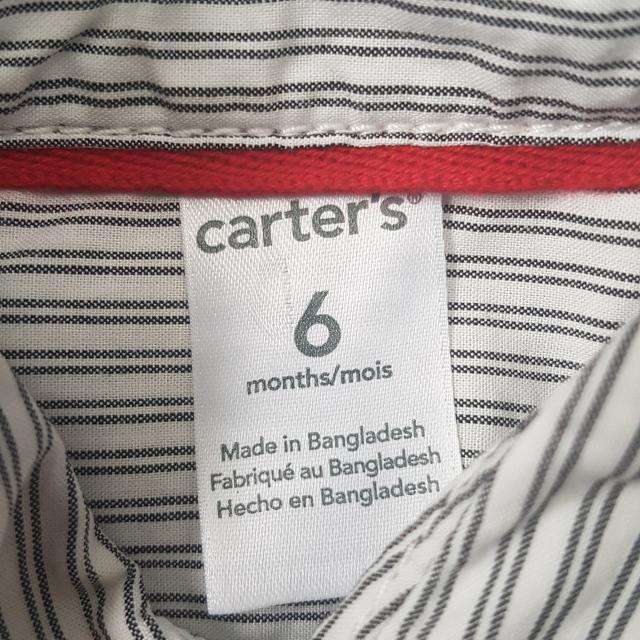 carter's®
6
months/mois
Made in Bangladesh
Fabriqué au Bangladesh
Hecho en Bangladesh